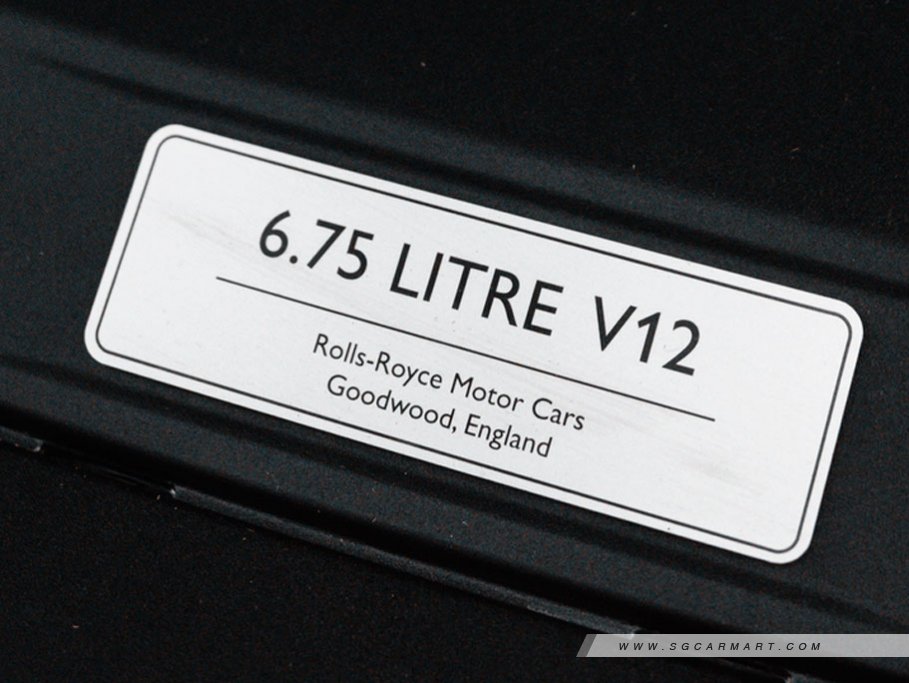 6.75 LITRE V12
Rolls-Royce Motor Cars
Goodwood, England
WWW.SGCARMART.COM